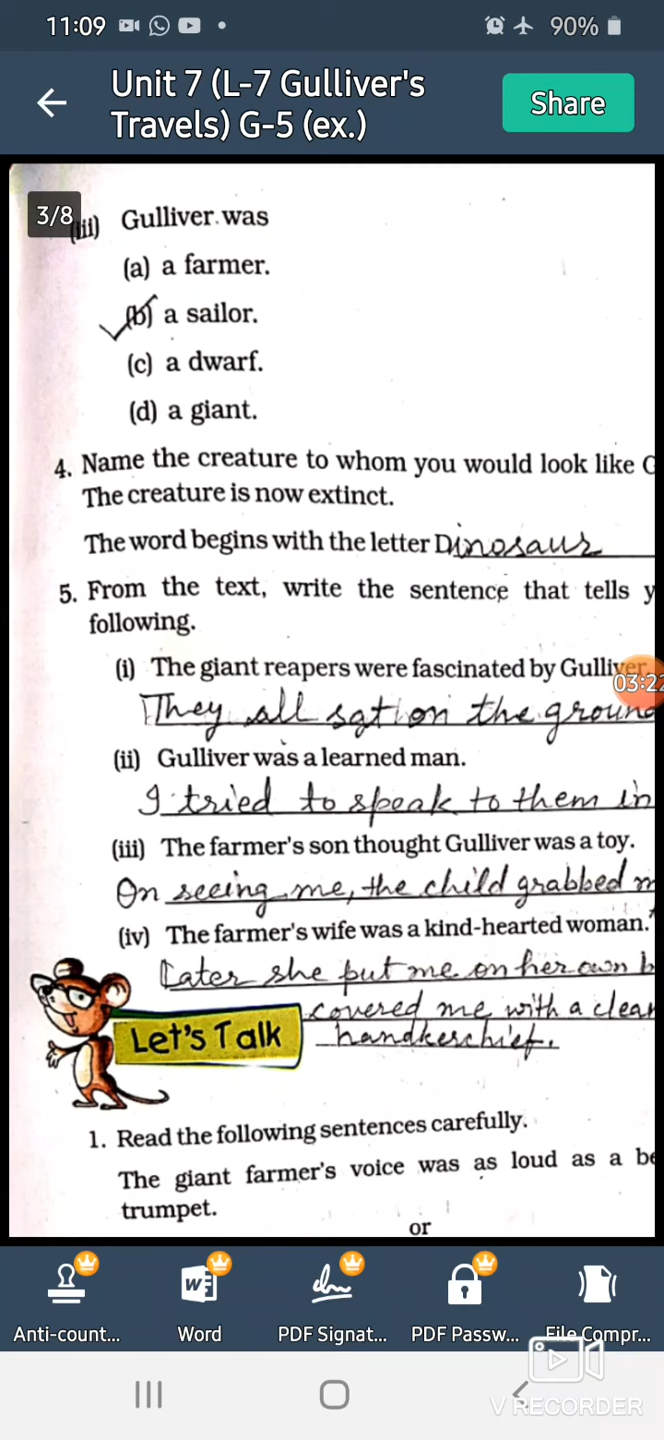 11:09
90%
Unit 7 (L-7 Gulliver's
Travels) G-5 (ex.)
Share
3/8
(iii) Gulliver was
(a) a farmer.
(b) a sailor.
(c) a dwarf.
(d) a giant.
4. Name the creature to whom you would look like G
The creature is now extinct.
The word begins with the letter Dinosaur
5. From the text, write the sentence that tells y
following.
(i) The giant reapers were fascinated by Gulliver.
03:22
They all sat on the ground
(ii) Gulliver was a learned man.
I tried to speak to them in
(iii) The farmer's son thought Gulliver was a toy.
On seeing me, the child grabbed m
(iv) The farmer's wife was a kind-hearted woman.
Later she put me on her own b
covered me with a clean
Let's Talk
handkerschief.
1. Read the following sentences carefully.
The giant farmer's voice was as loud as a be
trumpet.
or
Anti-count...
Word
PDF Signat...
PDF Passw...
File Compr...
V RECORDER